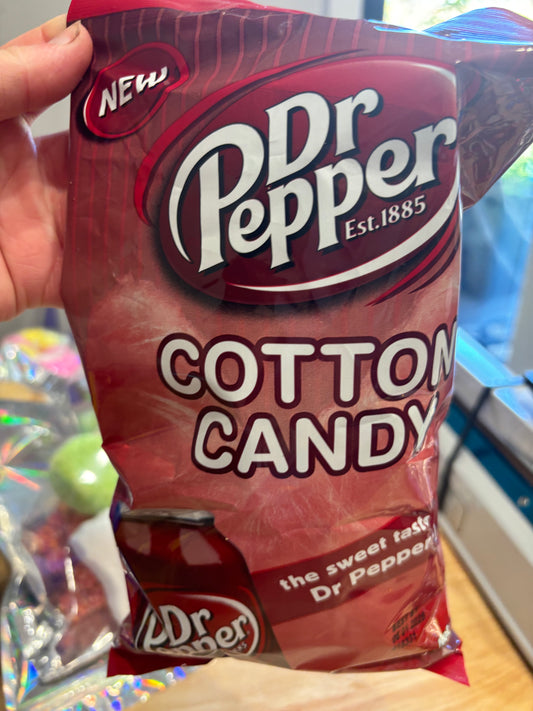 NEW
Dr
Pepper
Est.1885
COTTON
CANDY
the sweet taste
Dr Pepper
Dr
Pepper